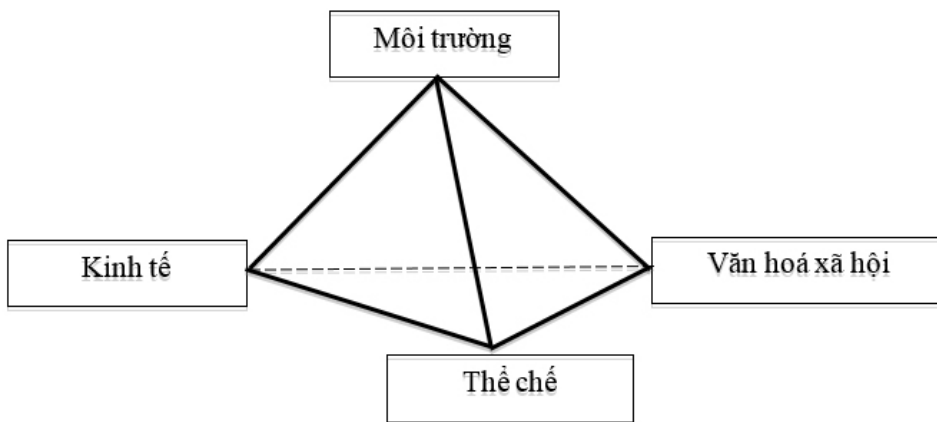 Môi trường
Kinh tế
Văn hoá xã hội
Thể chế